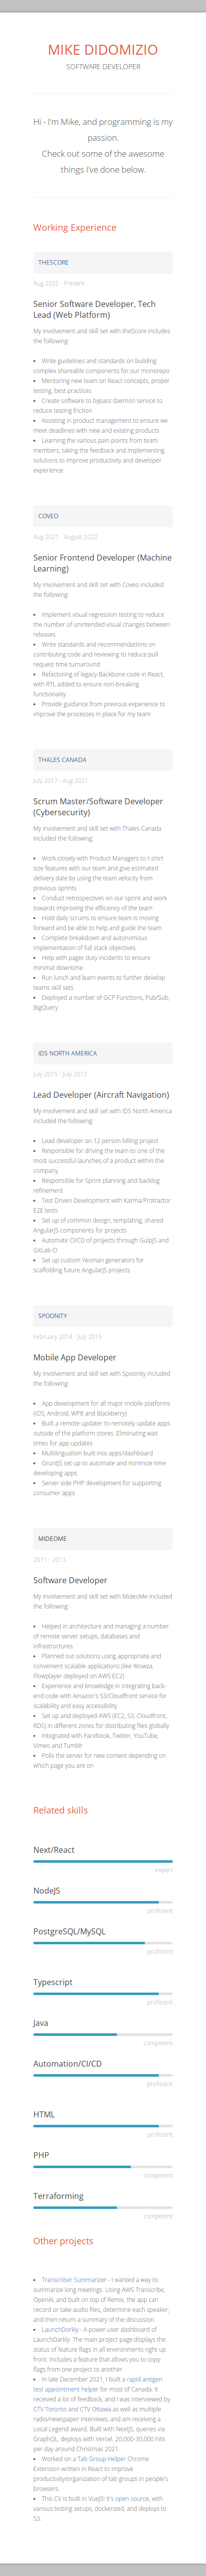 MIKE DIDOMIZIO
SOFTWARE DEVELOPER
Hi - I'm Mike, and programming is my
passion.
Check out some of the awesome
things I've done below.
Working Experience
THESCORE
Aug 2022 - Present
Senior Software Developer, Tech
Lead (Web Platform)
My involvement and skill set with theScore includes
the following:
• Write guidelines and standards on building
complex shareable components for our monorepo
• Mentoring new team on React concepts, proper
testing, best practices
• Create software to bypass daemon service to
reduce testing friction
• Assisting in product management to ensure we
meet deadlines with new and existing products
• Learning the various pain points from team
members, taking the feedback and implementing
solutions to improve productivity and developer
experience
COVEO
Aug 2021 - August 2022
Senior Frontend Developer (Machine
Learning)
My involvement and skill set with Coveo included
the following:
• Implement visual regression testing to reduce
the number of unintended visual changes between
releases
• Write standards and recommendations on
contributing code and reviewing to reduce pull
request time turnaround
• Refactoring of legacy Backbone code in React,
with RTL added to ensure non-breaking
functionality
• Provide guidance from previous experience to
improve the processes in place for my team
THALES CANADA
July 2017 - Aug 2021
Scrum Master/Software Developer
(Cybersecurity)
My involvement and skill set with Thales Canada
included the following:
• Work closely with Product Managers to t-shirt
size features with our team and give estimated
delivery date by using the team velocity from
previous sprints
• Conduct retrospectives on our sprint and work
towards improving the efficiency of the team
• Hold daily scrums to ensure team is moving
forward and be able to help and guide the team
• Complete breakdown and autonomous
implementation of full stack objectives
• Help with pager duty incidents to ensure
minimal downtime
• Run lunch and learn events to further develop
teams skill sets
• Deployed a number of GCP Functions, Pub/Sub,
BigQuery
IDS NORTH AMERICA
July 2015 - July 2017
Lead Developer (Aircraft Navigation)
My involvement and skill set with IDS North America
included the following:
• Lead developer on 12 person billing project
• Responsible for driving the team to one of the
most successful launches of a product within the
company
• Responsible for Sprint planning and backlog
refinement
• Test Driven Development with Karma/Protractor
E2E tests
• Set up of common design, templating, shared
AngularJS components for projects
• Automate CI/CD of projects through GulpJS and
GitLab CI
• Set up custom Yeoman generators for
scaffolding future AngularJS projects
SPOONITY
February 2014 - July 2015
Mobile App Developer
My involvement and skill set with Spoonity included
the following:
• App development for all major mobile platforms
(iOS, Android, WP8 and Blackberry)
• Built a remote updater to remotely update apps
outside of the platform stores. Eliminating wait
times for app updates
• Multilingualism built into apps/dashboard
• GruntJS set up to automate and minimize time
developing apps
• Server side PHP development for supporting
consumer apps
MIDEOME
2011 - 2013
Software Developer
My involvement and skill set with MideoMe included
the following:
• Helped in architecture and managing a number
of remote server setups, databases and
infrastructures
• Planned out solutions using appropriate and
convenient scalable applications (like Wowza,
Flowplayer deployed on AWS EC2)
• Experience and knowledge in integrating back-
end code with Amazon's S3/Cloudfront service for
scalability and easy accessibility
• Set up and deployed AWS (EC2, S3, Cloudfront,
RDS) in different zones for distributing files globally
• Integrated with Facebook, Twitter, YouTube,
Vimeo and Tumblr
• Polls the server for new content depending on
which page you are on
Related skills
Next/React
expert
NodeJS
proficient
PostgreSQL/MySQL
proficient
Typescript
proficient
Java
competent
Automation/CI/CD
proficient
HTML
proficient
PHP
competent
Terraforming
competent
Other projects
• Transcriber Summarizer - I wanted a way to
summarize long meetings. Using AWS Transcribe,
OpenAI, and built on top of Remix, the app can
record or take audio files, determine each speaker,
and then return a summary of the discussion.
• LaunchDorkly - A power user dashboard of
LaunchDarkly. The main project page displays the
status of feature flags in all environments right up
front. Includes a feature that allows you to copy
flags from one project to another.
• In late December 2021, I built a rapid antigen
test appointment helper for most of Canada. It
received a lot of feedback, and I was interviewed by
CTV Toronto and CTV Ottawa as well as multiple
radio/newspaper interviews, and am receiving a
Local Legend award. Built with NextJS, queries via
GraphQL, deploys with Vercel. 20,000-30,000 hits
per day around Christmas 2021.
• Worked on a Tab Group Helper Chrome
Extension written in React to improve
productivity/organization of tab groups in people's
browsers.
• This CV is built in VueJS! It's open source, with
various testing setups, dockerized, and deploys to
S3.